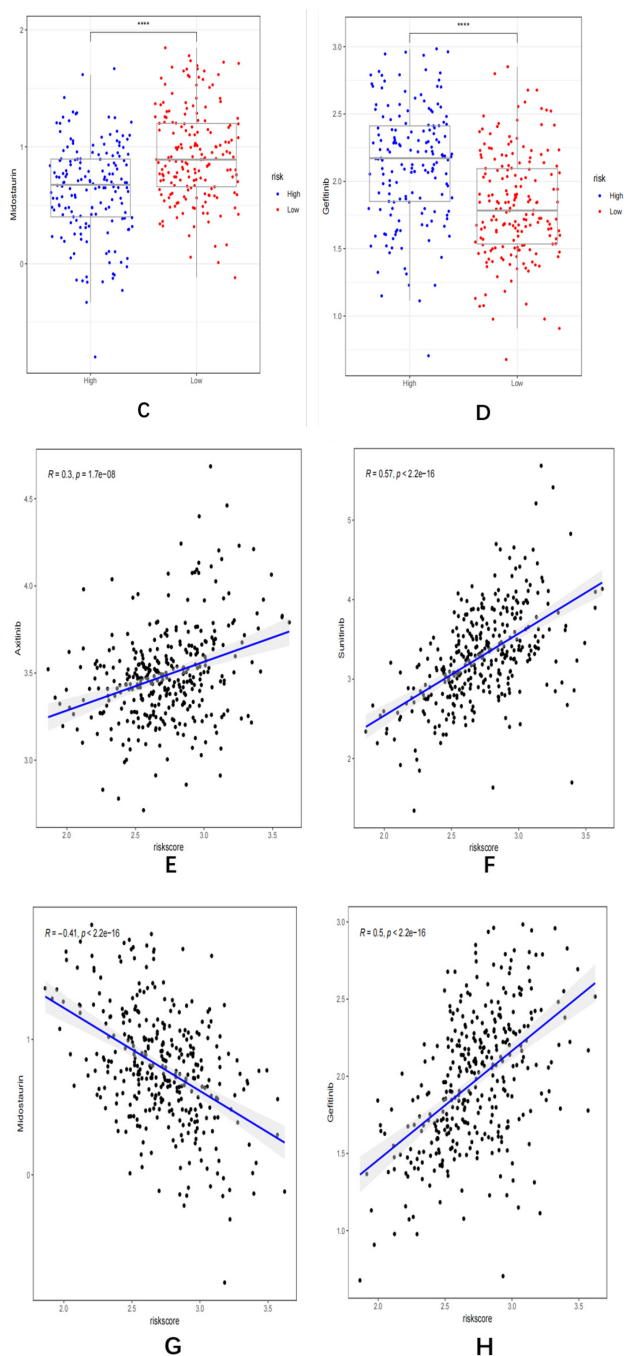 ****
2
1
0
Midostaurin
High
Low
risk
High
Low
C
****
3.0
2.5
2.0
1.5
1.0
Gefitinib
High
Low
risk
High
Low
D
R = 0.3, p = 1.7e−08
4.5
4.0
3.5
3.0
Axitinib
2.0
2.5
3.0
3.5
riskscore
E
R = 0.57, p < 2.2e−16
5
4
3
2
Sunitinib
2.0
2.5
3.0
3.5
riskscore
F
R = −0.41, p < 2.2e−16
1
0
Midostaurin
2.0
2.5
3.0
3.5
riskscore
G
R = 0.5, p < 2.2e−16
3.0
2.5
2.0
1.5
1.0
Gefitinib
2.0
2.5
3.0
3.5
riskscore
H